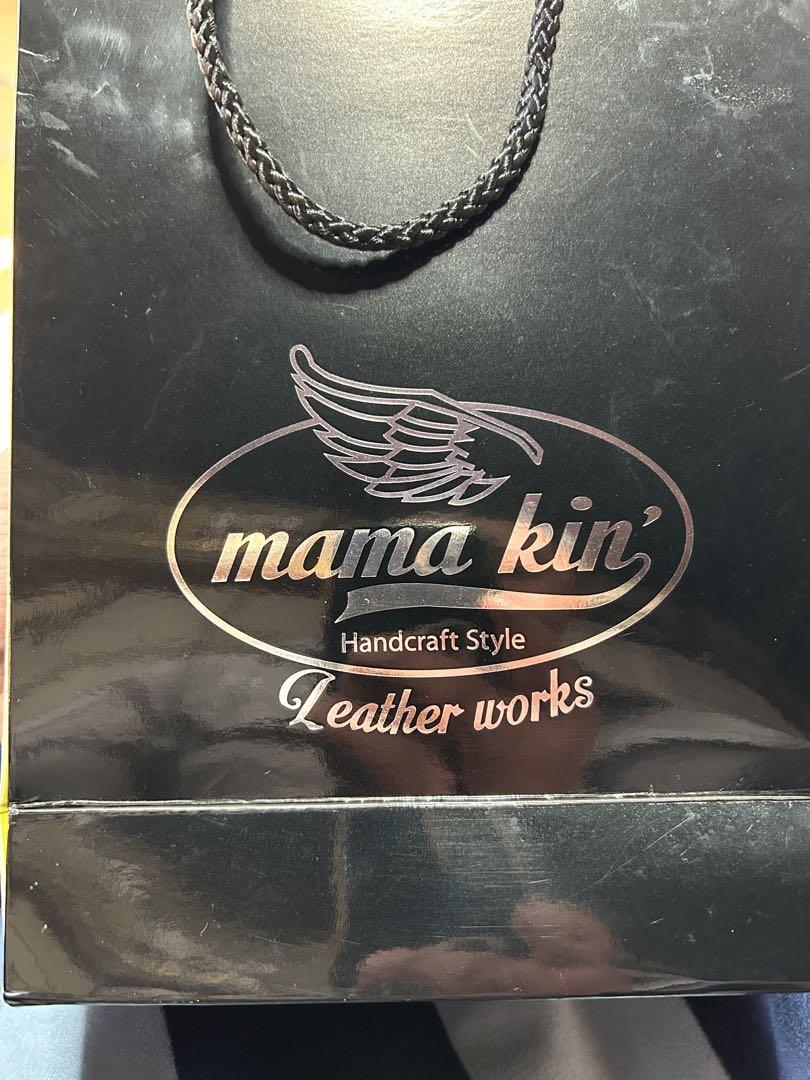 mama kin'
Handcraft Style
Leather works